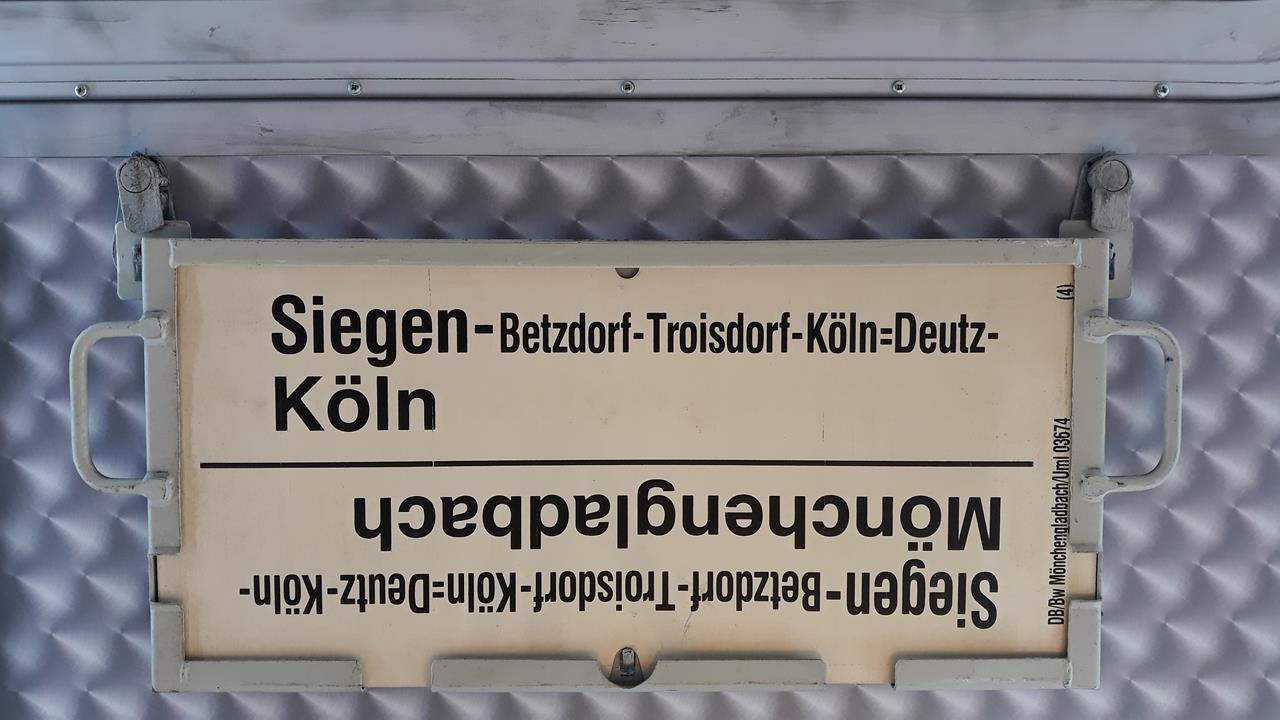 Siegen-Betzdorf-Troisdorf-Köln=Deutz-
Köln
Siegen-Betzdorf-Troisdorf-Köln=Deutz-Köln-
Mönchengladbach
DB/Bw Mönchengladbach/Uml 03674
(4)